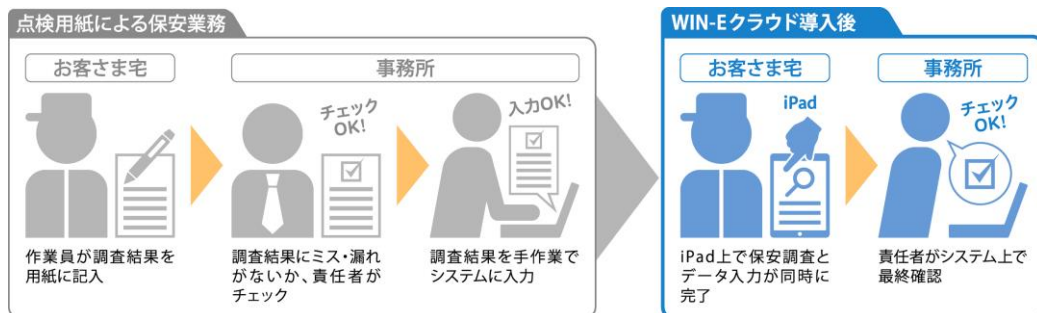 点検用紙による保安業務
お客さま宅
事務所
チェック
OK!
入力OK!
作業員が調査結果を
用紙に記入
調査結果にミス・漏れ
がないか、責任者が
チェック
調査結果を手作業で
システムに入力
WIN-Eクラウド導入後
お客さま宅
事務所
iPad
チェック
OK!
iPad上で保安調査と
データ入力が同時に
完了
責任者がシステム上で
最終確認